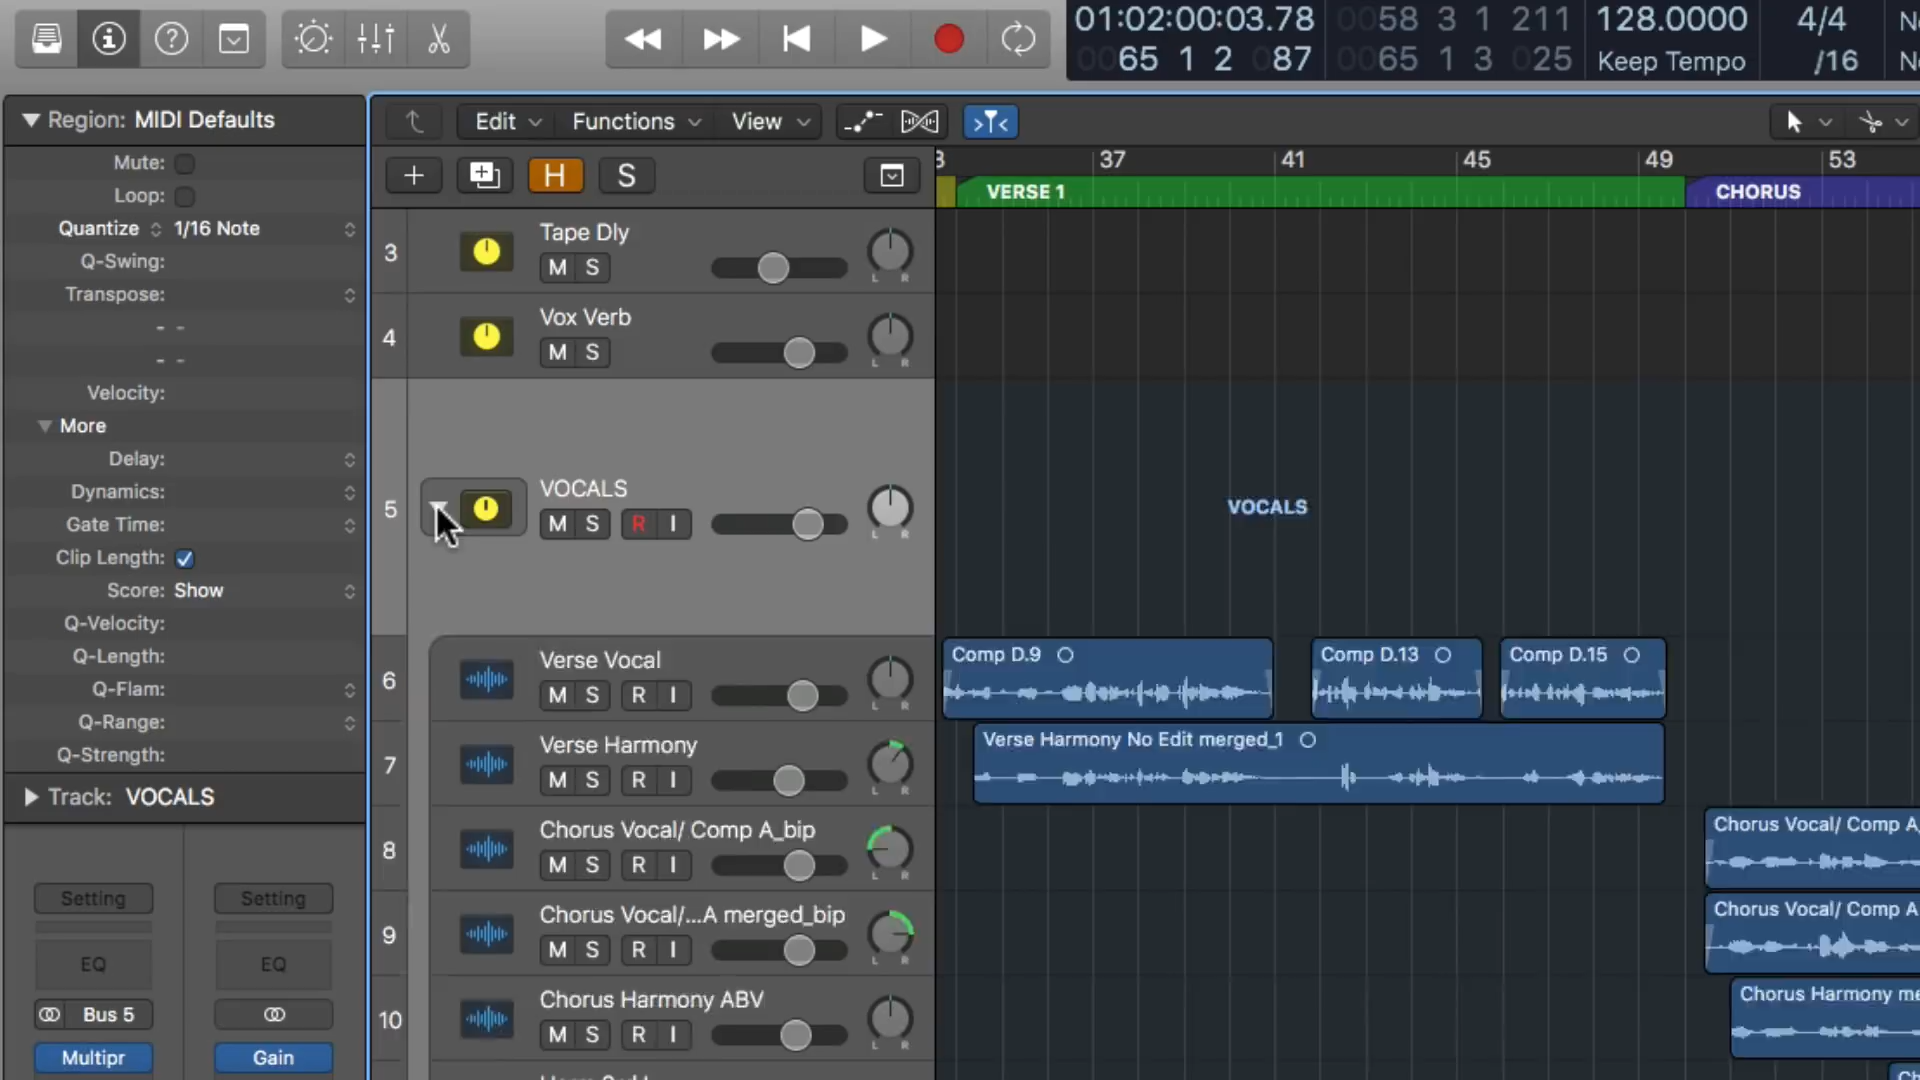 01:02:00:03.78
0058 3 1 211
128.0000
4/4
0065 1 2 087
0065 1 3 025
Keep Tempo
/16
Region: MIDI Defaults
Mute:
Loop:
Quantize 1/16 Note
Q-Swing:
Transpose:
- -
- -
Velocity:
More
Delay:
Dynamics:
Gate Time:
Clip Length:
Score: Show
Q-Velocity:
Q-Length:
Q-Flam:
Q-Range:
Q-Strength:
Track: VOCALS
Setting
Setting
EQ
EQ
Bus 5
Multipr
Gain
Edit
Functions
View
H
S
37
41
45
49
53
VERSE 1
CHORUS
3
Tape Dly
M S
L R
4
Vox Verb
M S
L R
5
VOCALS
M S R I
L R
VOCALS
6
Verse Vocal
M S R I
L R
Comp D.9
Comp D.13
Comp D.15
7
Verse Harmony
M S R I
L R
Verse Harmony No Edit merged_1
8
Chorus Vocal/ Comp A_bip
M S R I
L R
Chorus Vocal/ Comp A
9
Chorus Vocal/...A merged_bip
M S R I
L R
Chorus Vocal/ Comp A
10
Chorus Harmony ABV
M S R I
L R
Chorus Harmony me